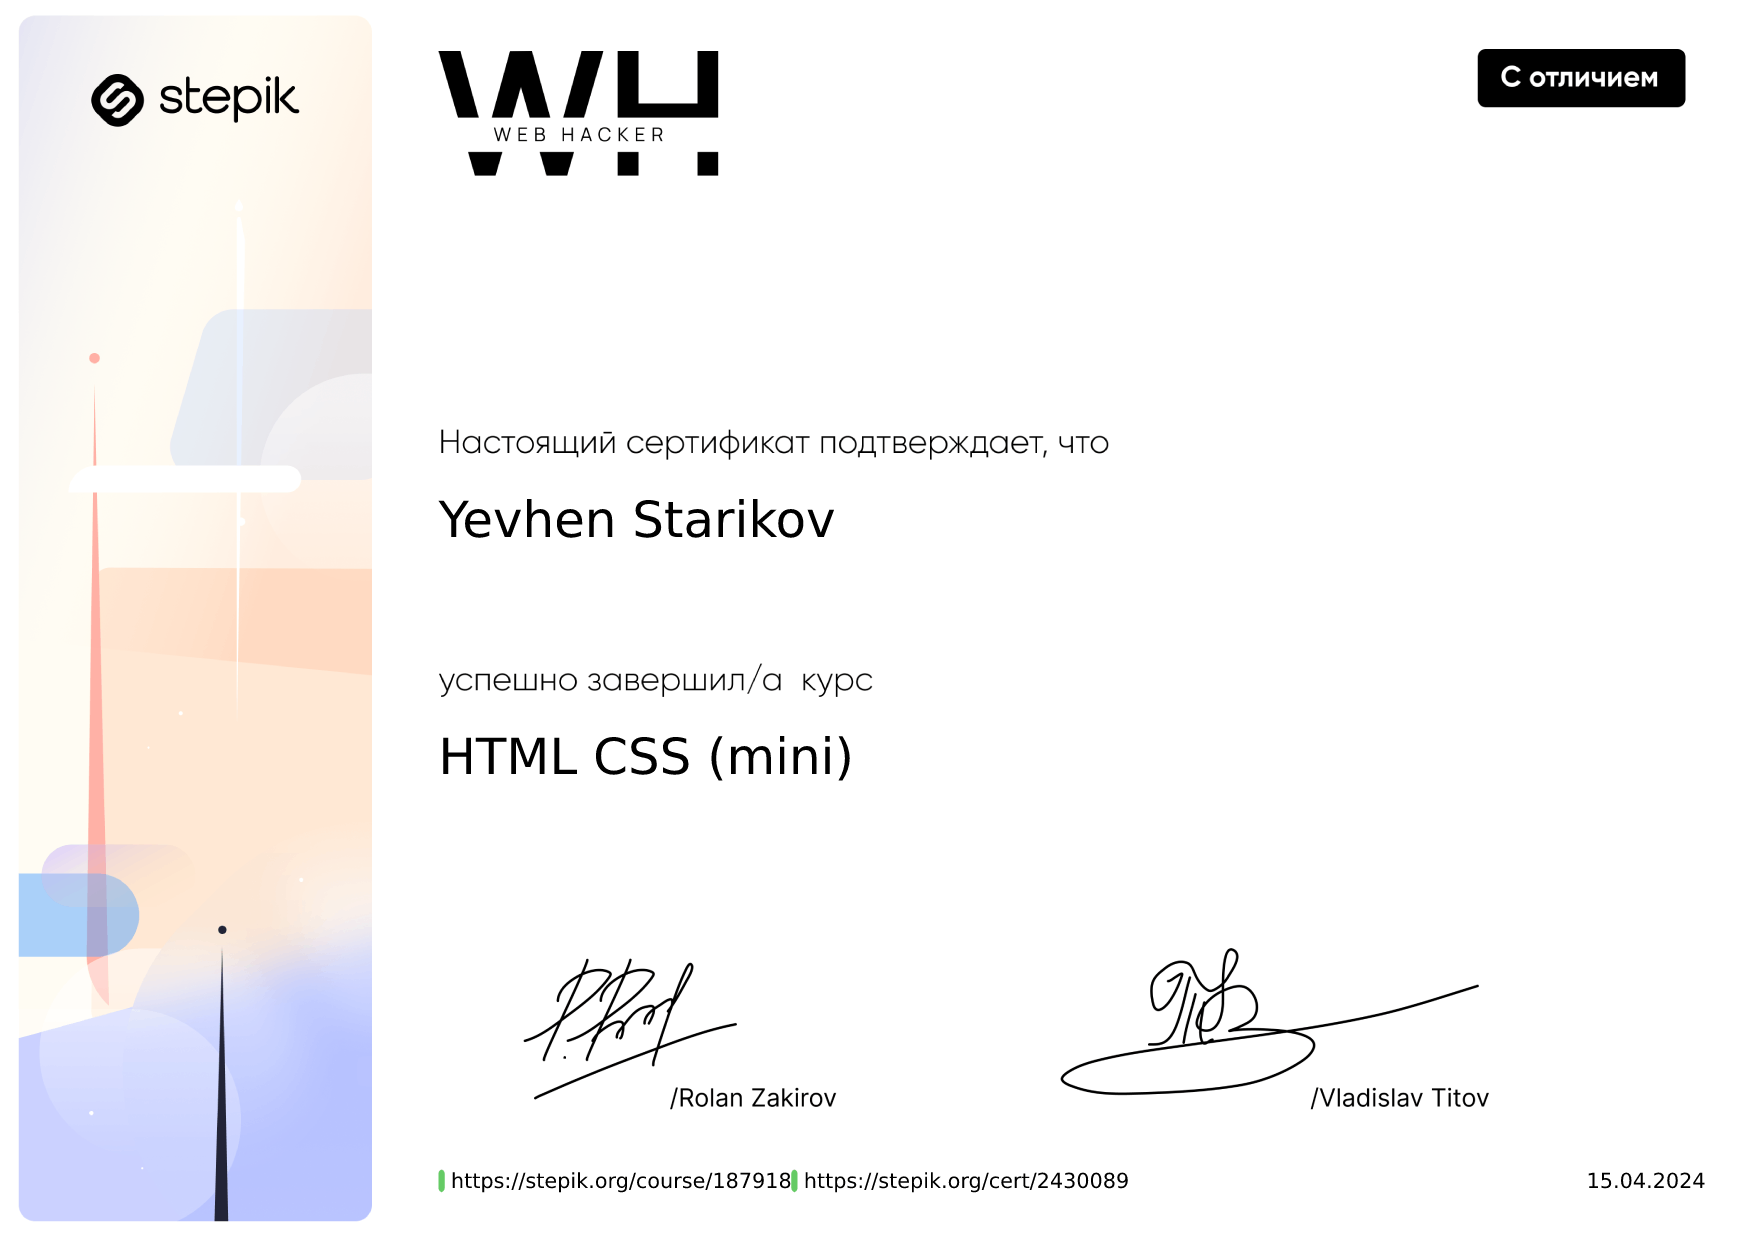 stepik
WEB HACKER
С отличием
Настоящий сертификат подтверждает, что
Yevhen Starikov
успешно завершил/а курс
HTML CSS (mini)
/Rolan Zakirov
/Vladislav Titov
https://stepik.org/course/187918 https://stepik.org/cert/2430089
15.04.2024